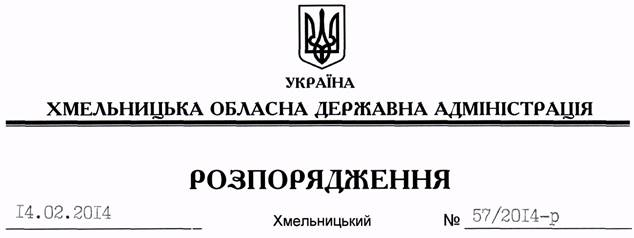 УКРАЇНА
ХМЕЛЬНИЦЬКА ОБЛАСНА ДЕРЖАВНА АДМІНІСТРАЦІЯ
РОЗПОРЯДЖЕННЯ
14.02.2014 Хмельницький № 57/2014-р